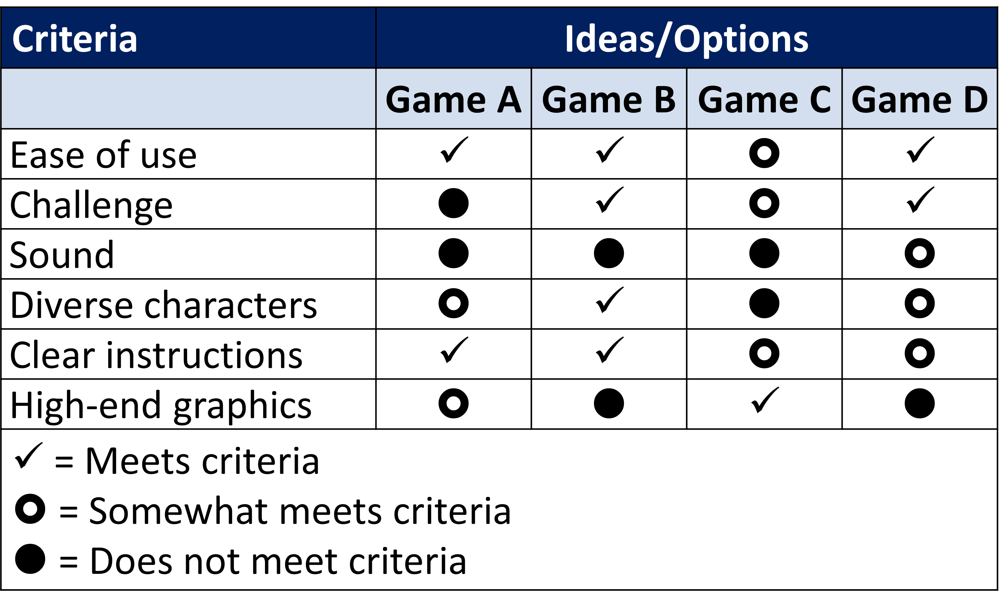 Criteria Ideas/Options
Game A Game B Game C Game D
Ease of use ✓ ✓ ✓
Challenge ✓ ✓
Sound
Diverse characters ✓
Clear instructions ✓ ✓
High-end graphics ✓
✓ = Meets criteria
= Somewhat meets criteria
= Does not meet criteria